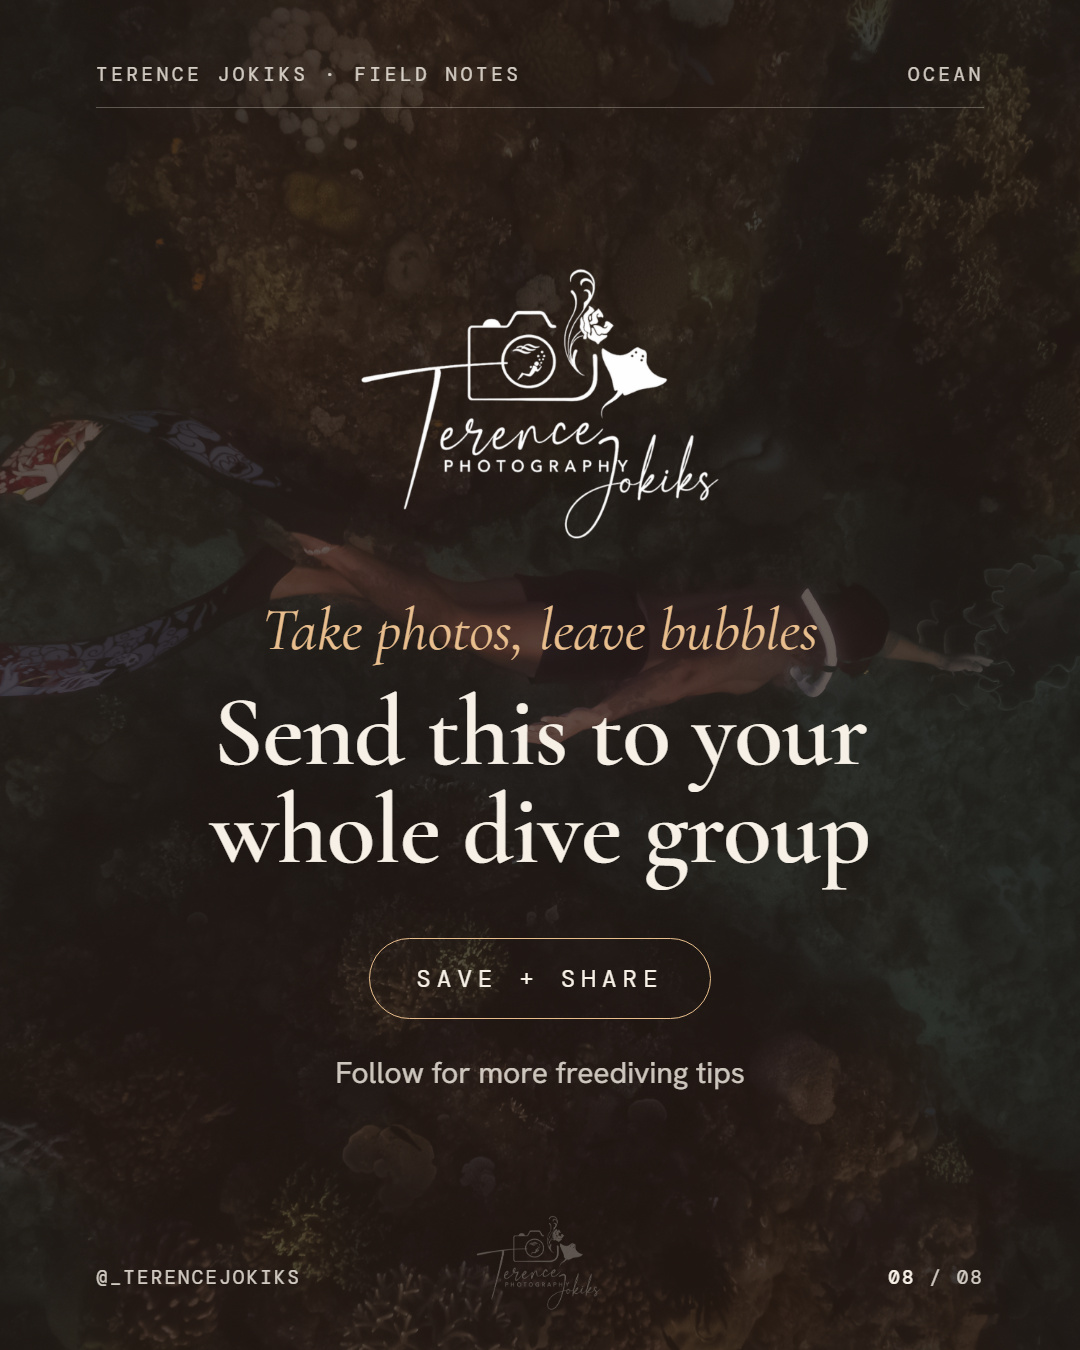 TERENCE JOKIKS · FIELD NOTES
OCEAN
Terence
PHOTOGRAPHY
Jokiks
Take photos, leave bubbles
Send this to your
whole dive group
SAVE + SHARE
Follow for more freediving tips
@_TERENCEJOKIKS
Terence
PHOTOGRAPHY
Jokiks
08 / 08